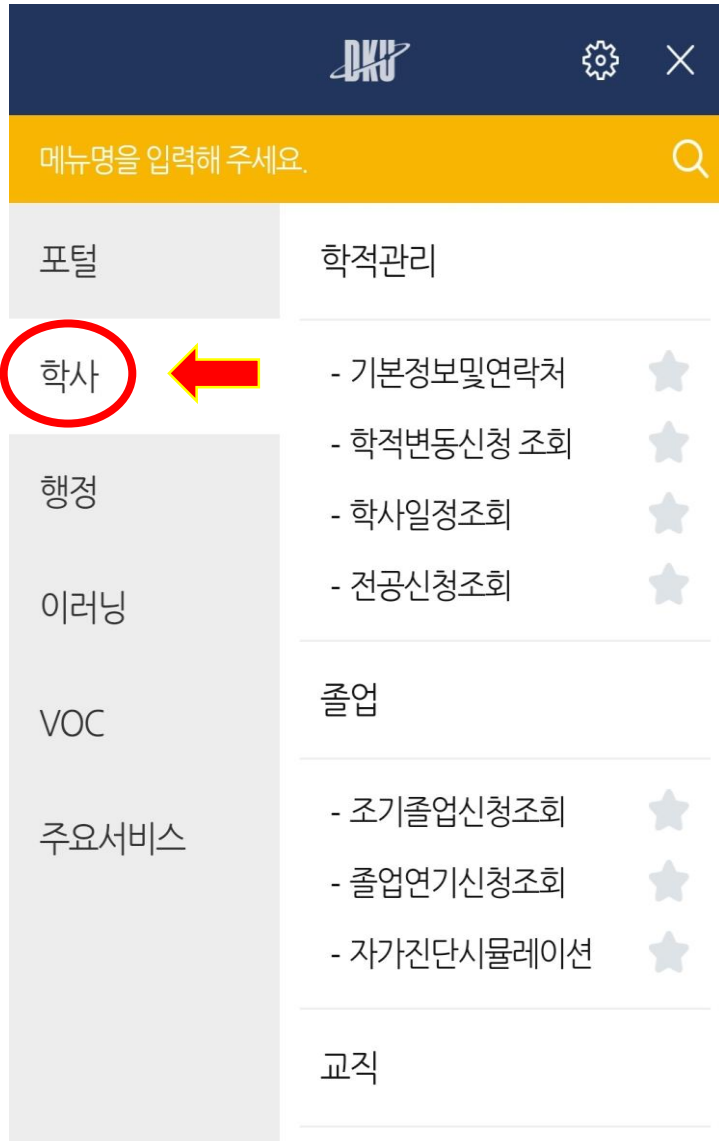 DKU
메뉴명을 입력해 주세요.
포털
학사
행정
이러닝
VOC
주요서비스
학적관리
- 기본정보및연락처
- 학적변동신청 조회
- 학사일정조회
- 전공신청조회
졸업
- 조기졸업신청조회
- 졸업연기신청조회
- 자가진단시뮬레이션
교직